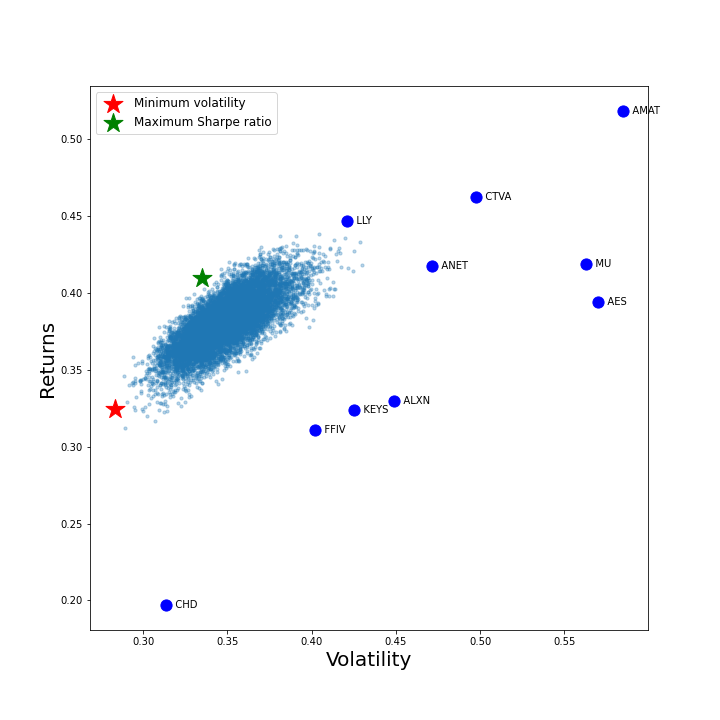 Minimum volatility
Maximum Sharpe ratio
AMAT
CTVA
LLY
ANET
MU
AES
ALXN
KEYS
FFIV
CHD
0.50
0.45
0.40
0.35
0.30
0.25
0.20
Returns
0.30 0.35 0.40 0.45 0.50 0.55
Volatility